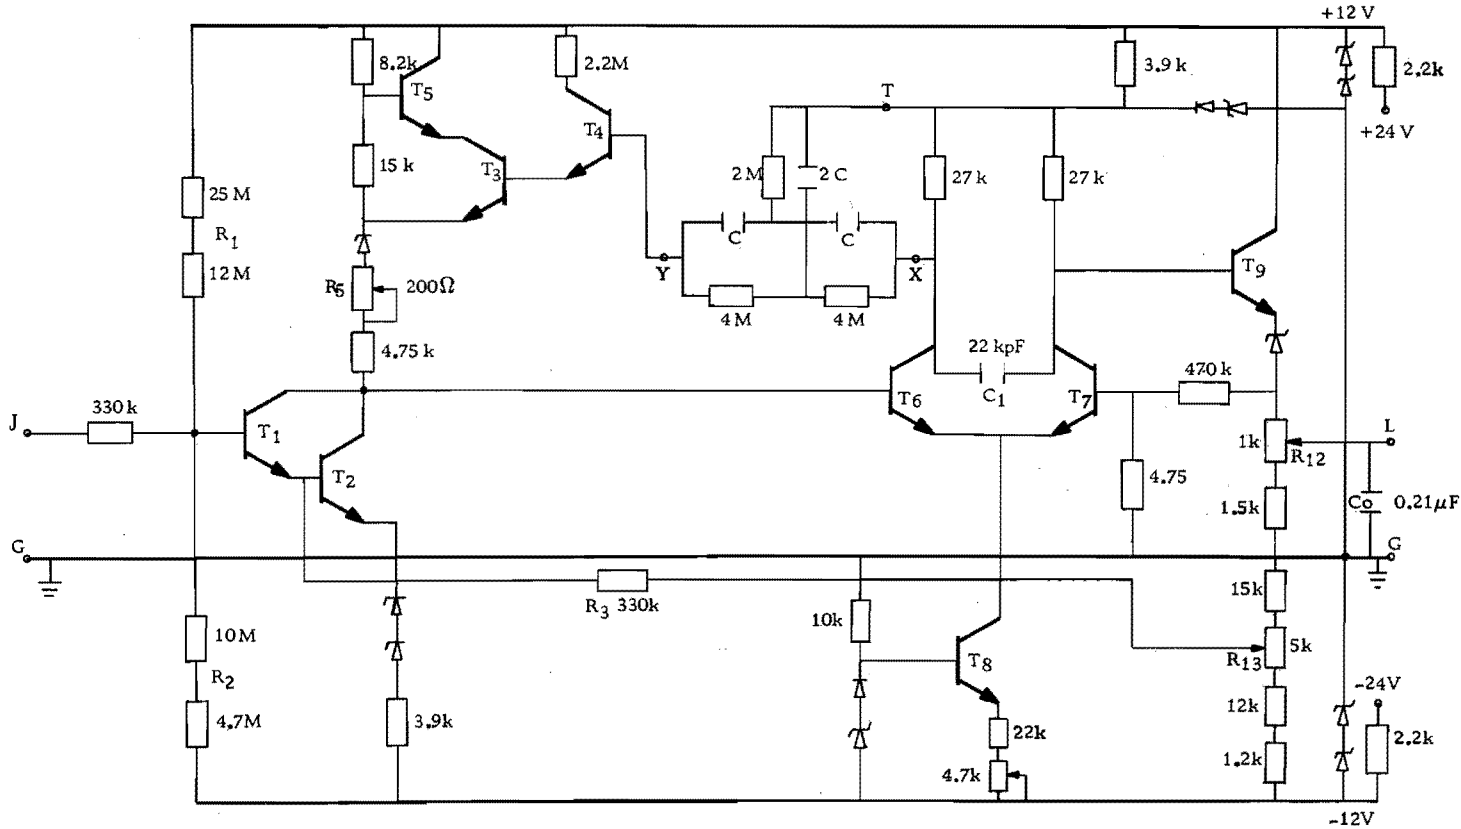 +12 V
8.2k
T5
2.2M
3.9 k
2.2k
T
+24 V
T4
15 k
T3
2 M
2 C
27 k
27 k
25 M
R1
C
C
T9
12M
Y
X
R5
200Ω
4 M
4 M
4.75 k
22 kpF
470 k
C1
J
330 k
T1
T6
T7
L
1k
R12
T2
4.75
1.5k
Co
0.21µF
G
G
R3 330k
15k
10k
10 M
5k
R13
T8
R2
-24V
12k
4.7M
3.9k
22k
2.2k
4.7k
1.2k
-12V